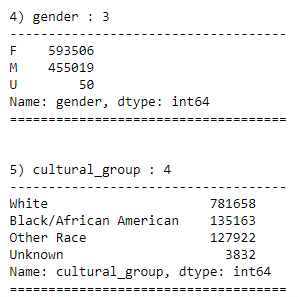 4) gender : 3
-----------------------------------
F    593506
M    455019
U        50
Name: gender, dtype: int64
===================================
5) cultural_group : 4
-----------------------------------
White                     781658
Black/African American    135163
Other Race                127922
Unknown                     3832
Name: cultural_group, dtype: int64
===================================